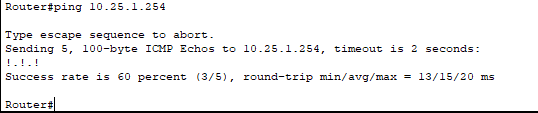 Router#ping 10.25.1.254
Type escape sequence to abort.
Sending 5, 100-byte ICMP Echos to 10.25.1.254, timeout is 2 seconds:
!.!.!
Success rate is 60 percent (3/5), round-trip min/avg/max = 13/15/20 ms
Router#